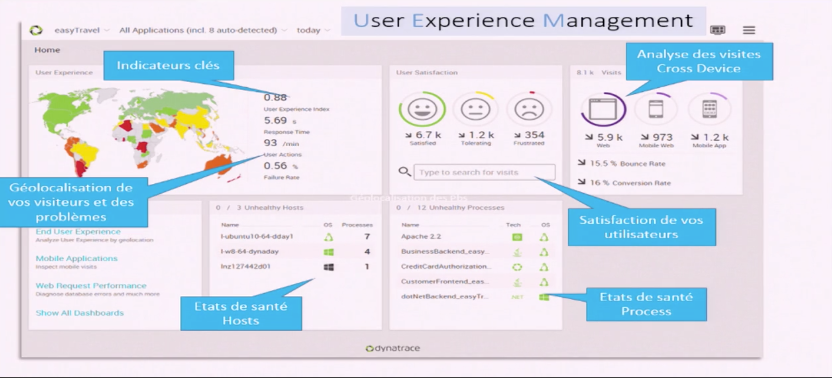 User Experience Management
easyTravel
All Applications (incl. 8 auto-detected)
today
Home
Indicateurs clés
Analyse des visites
Cross Device
User Experience
0.88
User Experience Index
5.69 s
Response Time
93 /min
User Actions
0.56 %
Failure Rate
User Satisfaction
6.7 k
Satisfied
1.2 k
Tolerating
354
Frustrated
Type to search for visits
8.1 k Visits
5.9 k
Web
973
Mobile Web
1.2 k
Mobile App
15.5 % Bounce Rate
16 % Conversion Rate
Géolocalisation de
vos visiteurs et des
problèmes
Satisfaction de vos
utilisateurs
End User Experience
Analyze User Experience by geolocation
Mobile Applications
Inspect mobile visits
Web Request Performance
Diagnose database errors and much more
Show All Dashboards
0 / 3 Unhealthy Hosts
Name OS Processes
l-ubuntu10-64-dday1 7
l-w8-64-dynaday 4
lnz127442d01 1
Etats de santé
Hosts
0 / 12 Unhealthy Processes
Name Tech OS
Apache 2.2
BusinessBackend_easy...
CreditCardAuthorization...
CustomerFrontend_eas...
dotNetBackend_easyTr... .NET
Etats de santé
Process
dynatrace